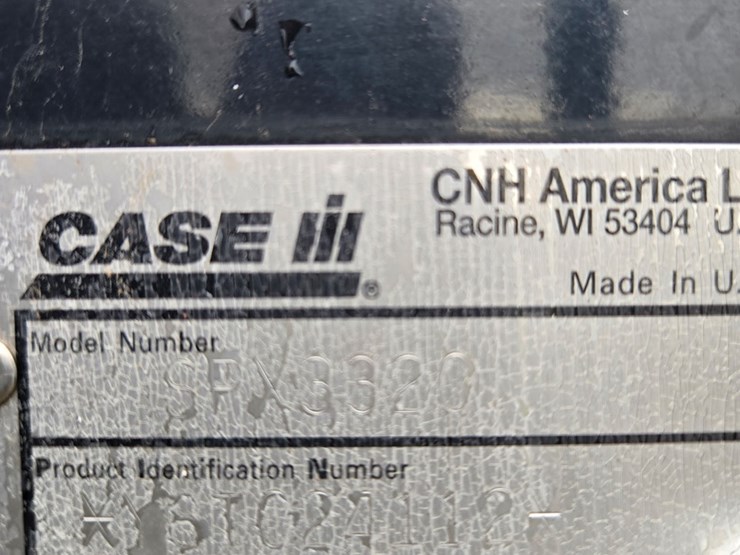 CASE IH
®
CNH America L
Racine, WI 53404 U.
Made In U.
Model Number
SPX3320
Product Identification Number